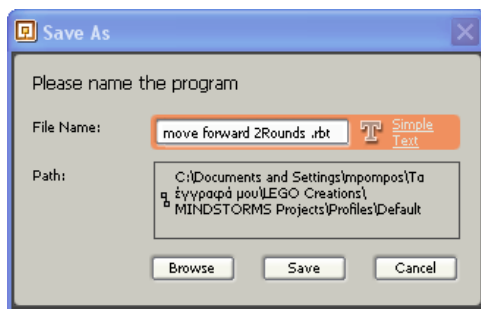 Save As
Please name the program
File Name:
move forward 2Rounds .rbt
Simple
Text
Path:
C:\Documents and Settings\mpompos\Τα
έγγραφά μου\LEGO Creations\
MINDSTORMS Projects\Profiles\Default
Browse
Save
Cancel